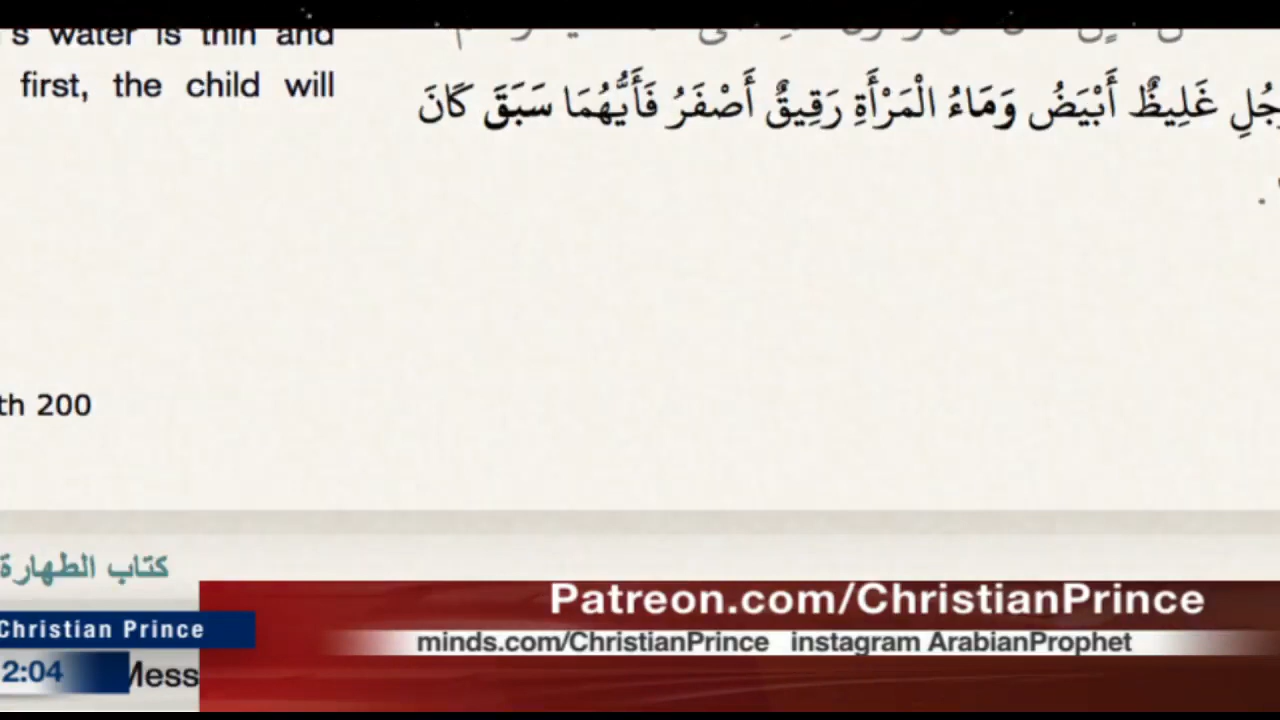 's water is thin and
first, the child will
جُلِ غَلِيظٌ أَبْيَضُ وَمَاءُ الْمَرْأَةِ رَقِيقٌ أَصْفَرُ فَأَيُّهُمَا سَبَقَ كَانَ
th 200
كتاب الطهارة
Patreon.com/ChristianPrince
Christian Prince
minds.com/ChristianPrince instagram ArabianProphet
2:04
Mess